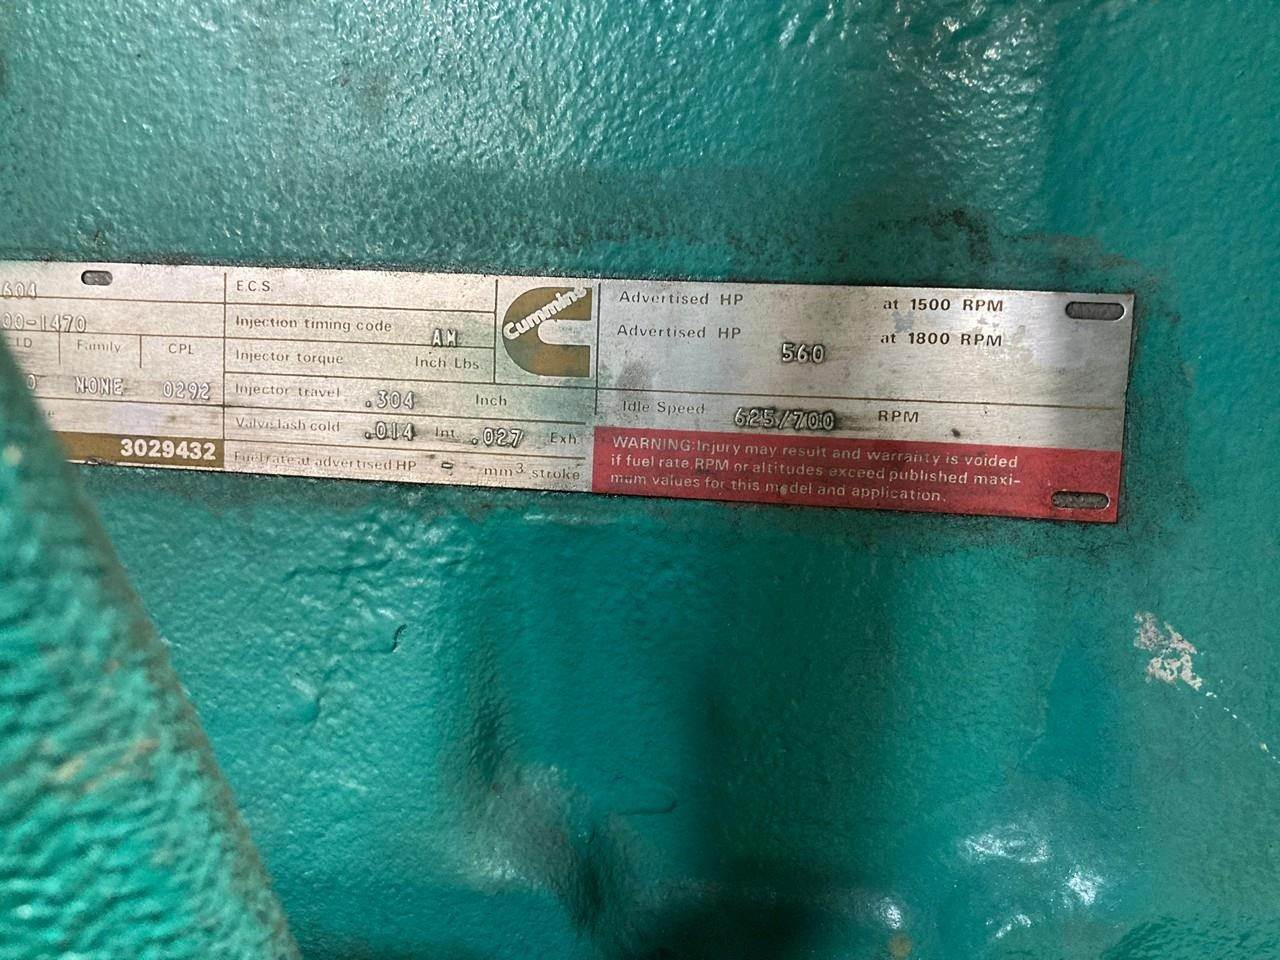 604
00-1470
ID Family CPL
0 NONE 0292
3029432
E.C.S.
Injection timing code AM
Injector torque Inch Lbs.
Injector travel .304 Inch
Valve lash cold .014 Int. .027 Exh.
Fuel rate at advertised HP - mm³ stroke
Cummins
Advertised HP at 1500 RPM
Advertised HP 560 at 1800 RPM
Idle Speed 625/700 RPM
WARNING: Injury may result and warranty is voided
if fuel rate, RPM or altitudes exceed published maxi-
mum values for this model and application.